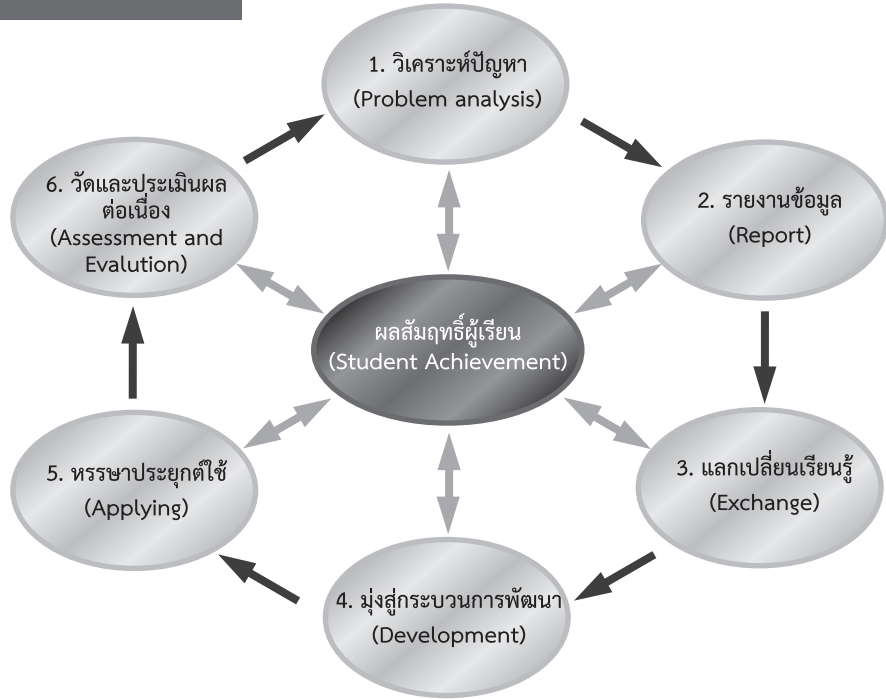 1. วิเคราะห์ปัญหา
(Problem analysis)
2. รายงานข้อมูล
(Report)
3. แลกเปลี่ยนเรียนรู้
(Exchange)
4. มุ่งสู่กระบวนการพัฒนา
(Development)
5. หรรษาประยุกต์ใช้
(Applying)
6. วัดและประเมินผล
ต่อเนื่อง
(Assessment and
Evalution)
ผลสัมฤทธิ์ผู้เรียน
(Student Achievement)